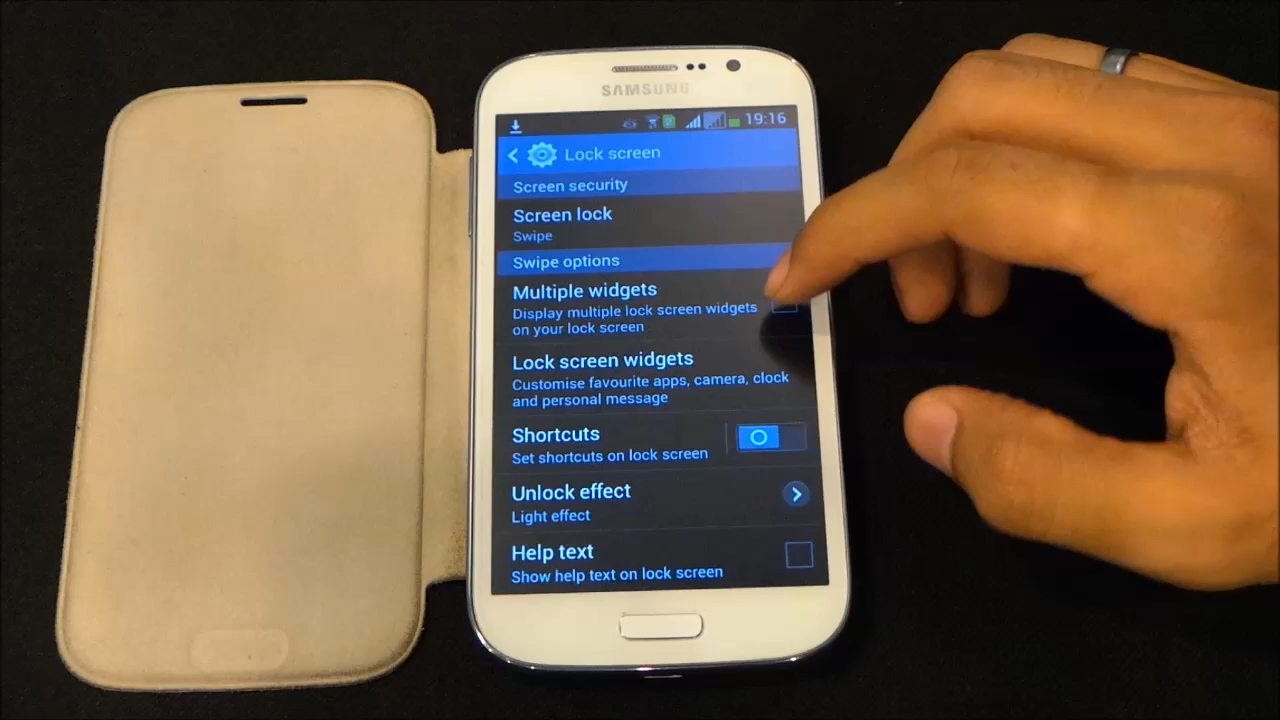 SAMSUNG
19:16
Lock screen
Screen security
Screen lock
Swipe
Swipe options
Multiple widgets
Display multiple lock screen widgets
on your lock screen
Lock screen widgets
Customise favourite apps, camera, clock
and personal message
Shortcuts
Set shortcuts on lock screen
Unlock effect
Light effect
Help text
Show help text on lock screen